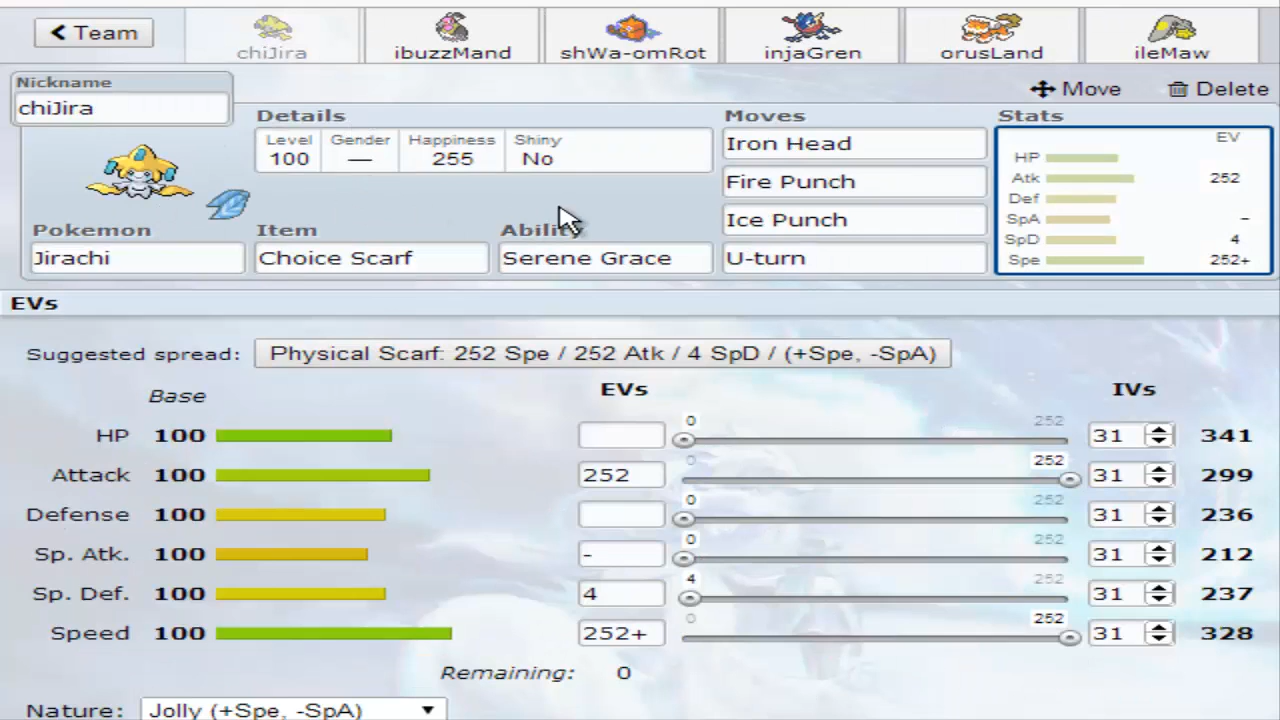 Team
chiJira
ibuzzMand
shWa-omRot
injaGren
orusLand
ileMaw
Nickname
chiJira
Move
Delete
Details
Level Gender Happiness Shiny
100 — 255 No
Pokemon
Jirachi
Item
Choice Scarf
Ability
Serene Grace
Moves
Iron Head
Fire Punch
Ice Punch
U-turn
Stats
EV
HP
Atk 252
Def
SpA -
SpD 4
Spe 252+
EVs
Suggested spread: Physical Scarf: 252 Spe / 252 Atk / 4 SpD / (+Spe, -SpA)
Base EVs IVs
HP 100 0 252 31 341
Attack 100 252 0 252 31 299
Defense 100 0 252 31 236
Sp. Atk. 100 - 0 252 31 212
Sp. Def. 100 4 4 252 31 237
Speed 100 252+ 0 252 31 328
Remaining: 0
Nature: Jolly (+Spe, -SpA)